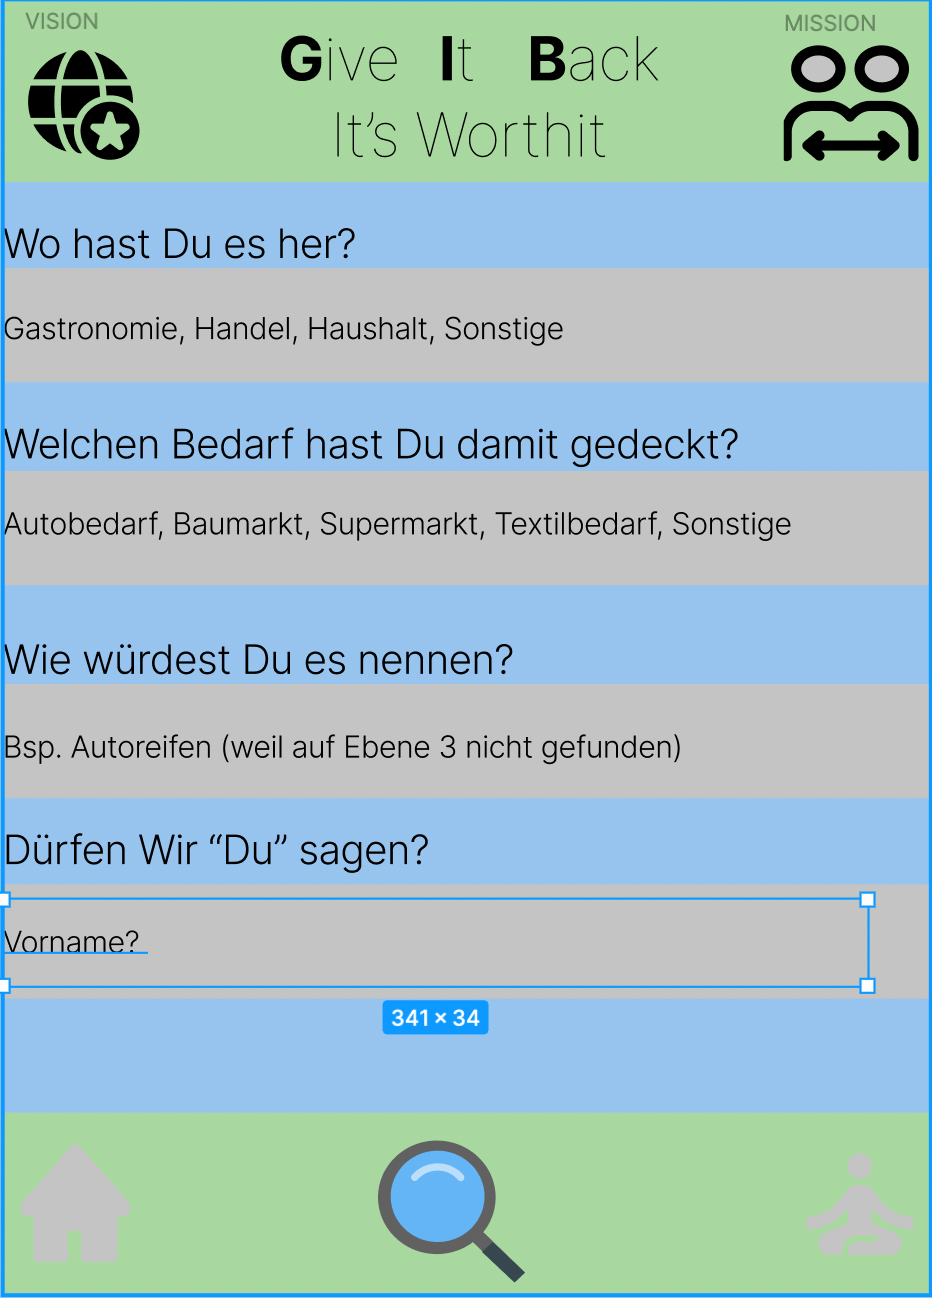 VISION
MISSION
Give It Back
It’s Worthit
Wo hast Du es her?
Gastronomie, Handel, Haushalt, Sonstige
Welchen Bedarf hast Du damit gedeckt?
Autobedarf, Baumarkt, Supermarkt, Textilbedarf, Sonstige
Wie würdest Du es nennen?
Bsp. Autoreifen (weil auf Ebene 3 nicht gefunden)
Dürfen Wir “Du” sagen?
Vorname?
341 × 34